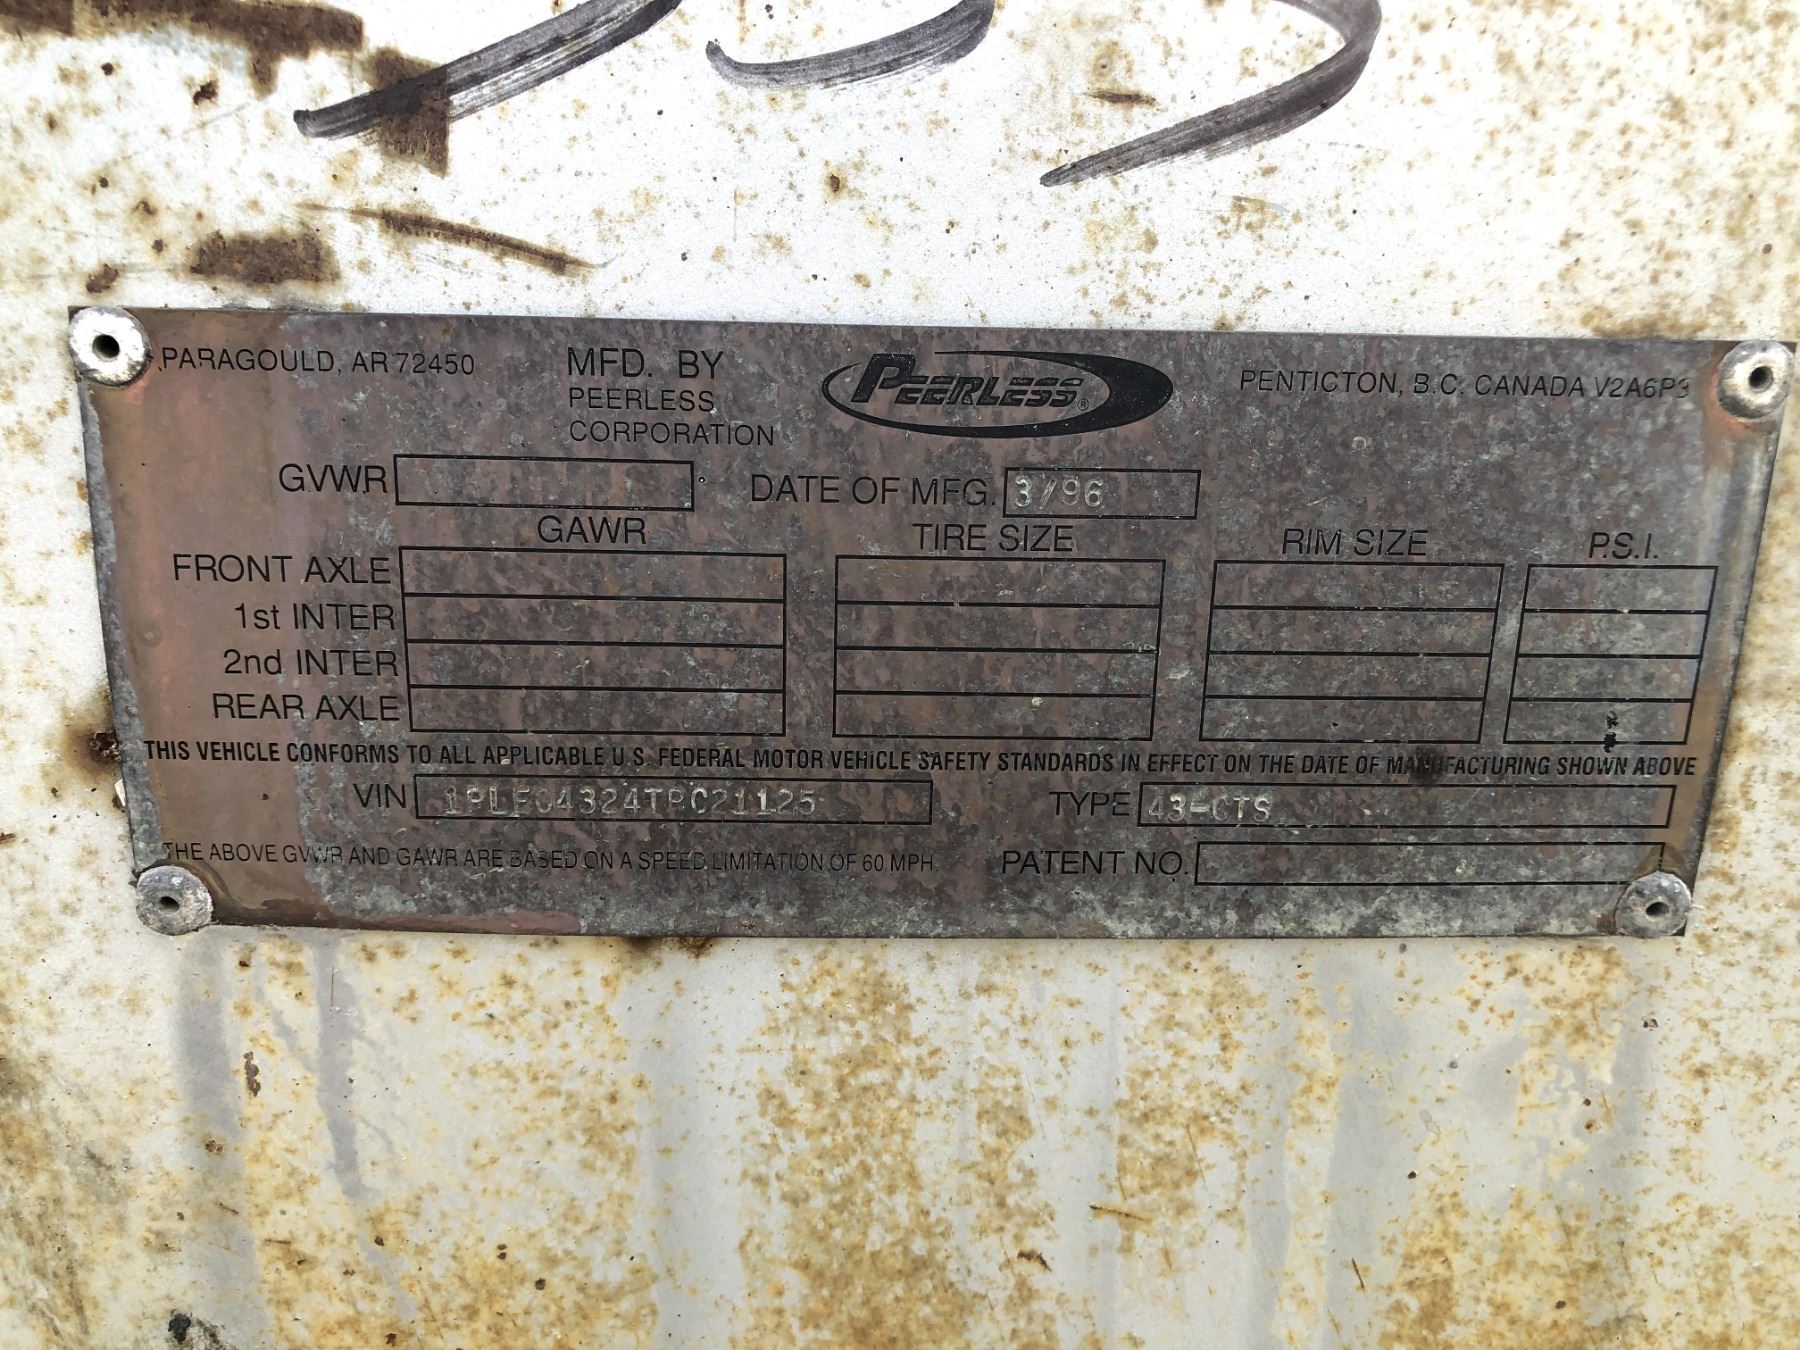 PARAGOULD, AR 72450
MFD. BY
PEERLESS
CORPORATION
PEERLESS®
PENTICTON, B.C. CANADA V2A6P3
GVWR
DATE OF MFG. 3/96
GAWR TIRE SIZE RIM SIZE P.S.I.
FRONT AXLE
1st INTER
2nd INTER
REAR AXLE
THIS VEHICLE CONFORMS TO ALL APPLICABLE U.S. FEDERAL MOTOR VEHICLE SAFETY STANDARDS IN EFFECT ON THE DATE OF MANUFACTURING SHOWN ABOVE
VIN 1PLFG4324TPC21125 TYPE 43-CTS
THE ABOVE GVWR AND GAWR ARE BASED ON A SPEED LIMITATION OF 60 MPH. PATENT NO.